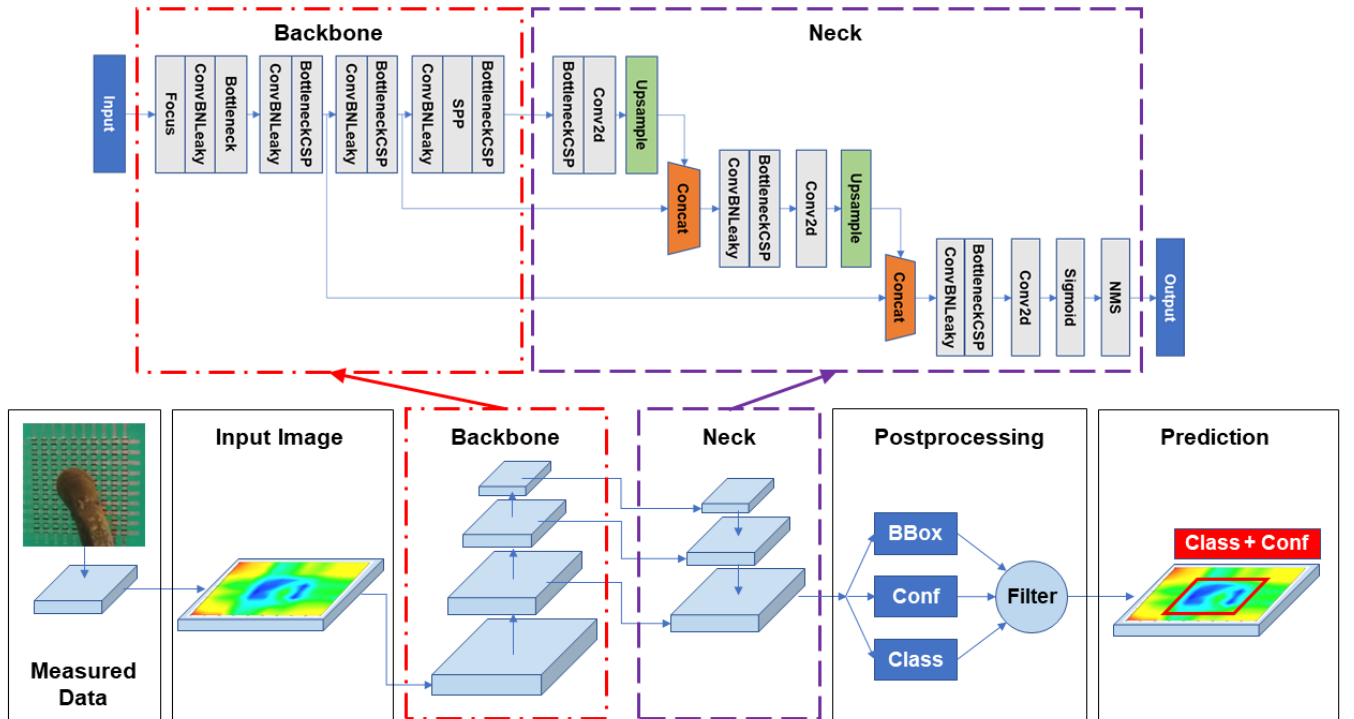 Backbone
Neck
Input
Focus
ConvBNLeaky
Bottleneck
ConvBNLeaky
BottleneckCSP
ConvBNLeaky
BottleneckCSP
ConvBNLeaky
SPP
BottleneckCSP
BottleneckCSP
Conv2d
Upsample
Concat
ConvBNLeaky
BottleneckCSP
Conv2d
Upsample
Concat
ConvBNLeaky
BottleneckCSP
Conv2d
Sigmoid
NMS
Output
Measured
Data
Input Image
Backbone
Neck
Postprocessing
BBox
Conf
Class
Filter
Prediction
Class + Conf